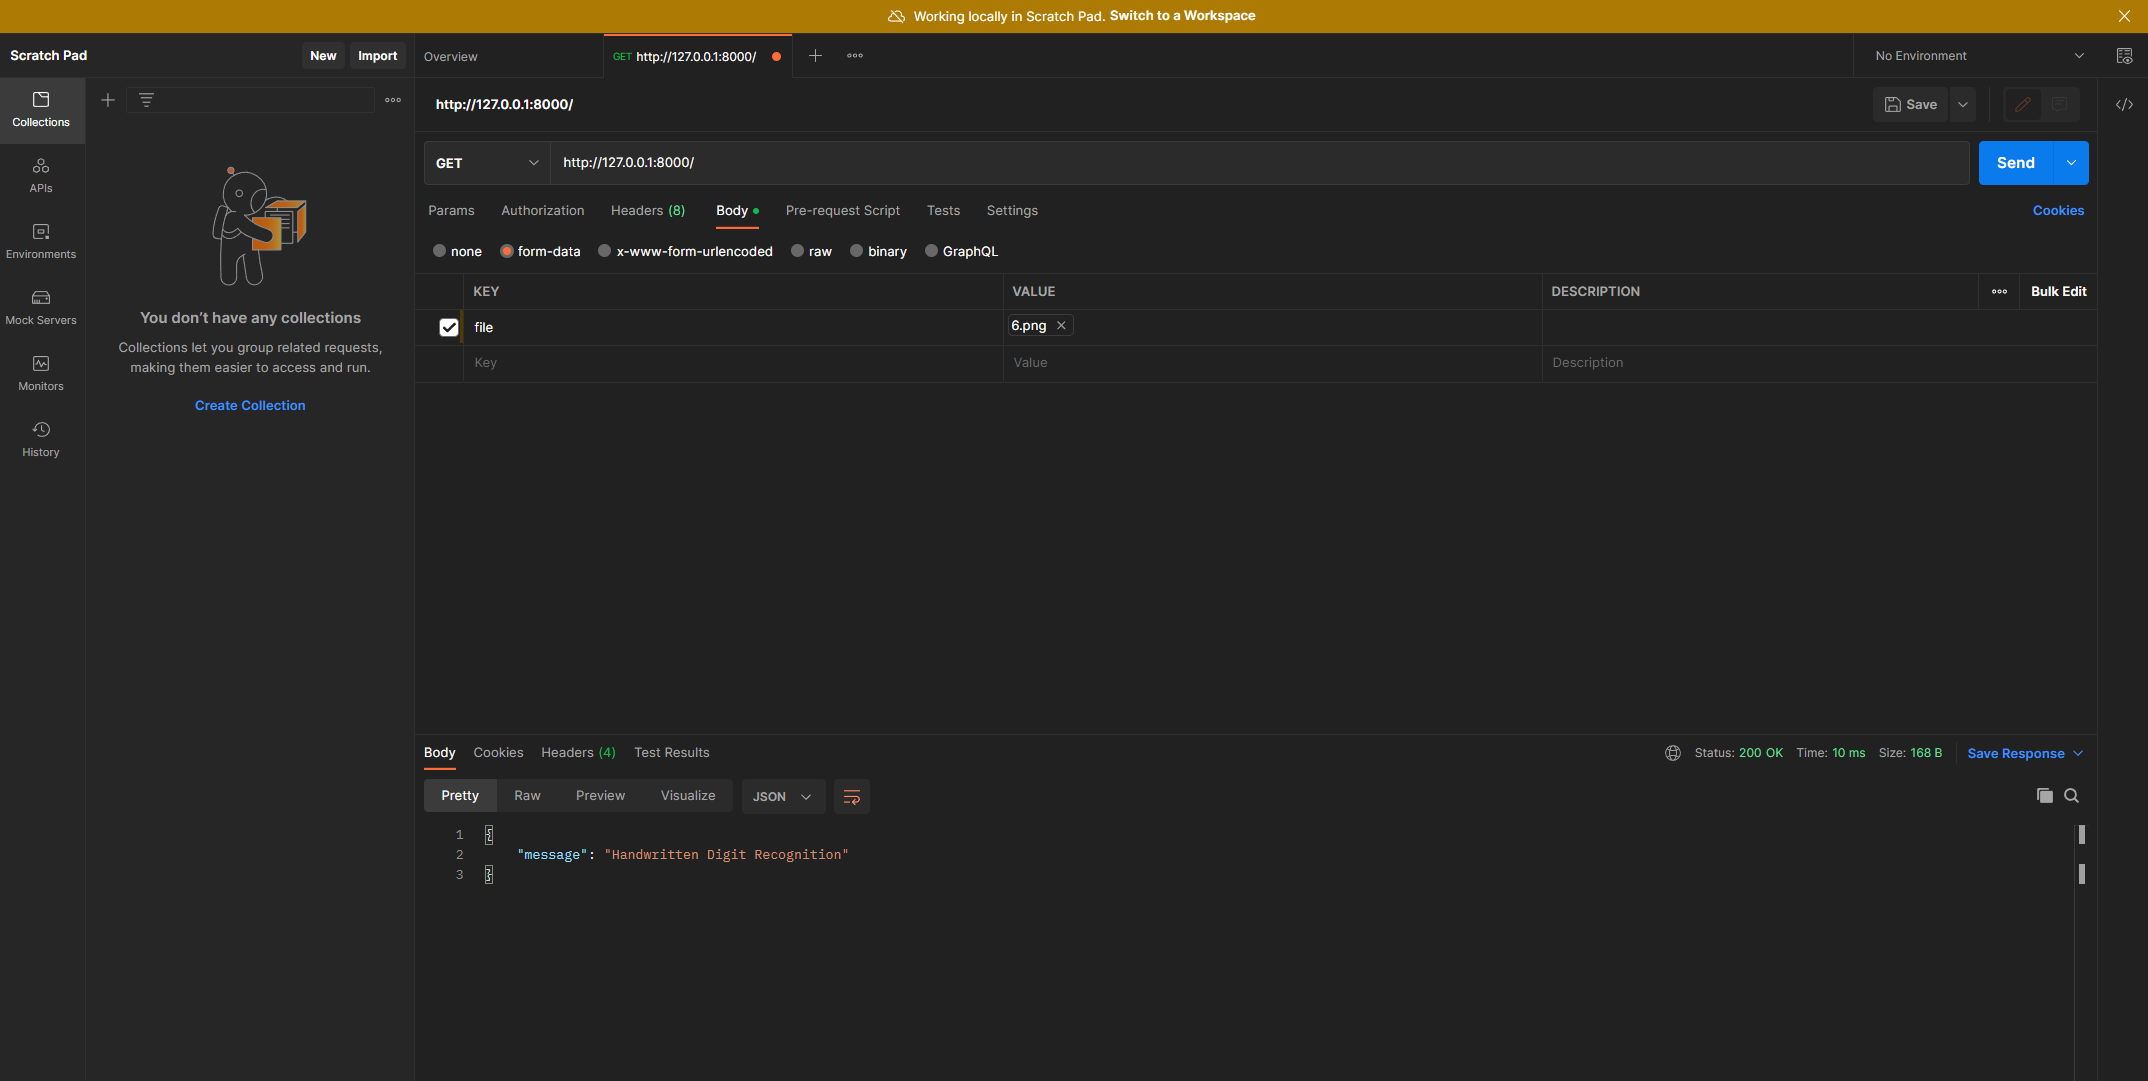 Working locally in Scratch Pad. Switch to a Workspace
Scratch Pad
New
Import
Overview
GET http://127.0.0.1:8000/
No Environment
Collections
APIs
Environments
Mock Servers
Monitors
History
You don’t have any collections
Collections let you group related requests,
making them easier to access and run.
Create Collection
http://127.0.0.1:8000/
Save
GET
http://127.0.0.1:8000/
Send
Params
Authorization
Headers (8)
Body
Pre-request Script
Tests
Settings
Cookies
none
form-data
x-www-form-urlencoded
raw
binary
GraphQL
KEY
VALUE
DESCRIPTION
Bulk Edit
file
6.png
Key
Value
Description
Body
Cookies
Headers (4)
Test Results
Status: 200 OK
Time: 10 ms
Size: 168 B
Save Response
Pretty
Raw
Preview
Visualize
JSON
1 {
2 "message": "Handwritten Digit Recognition"
3 }